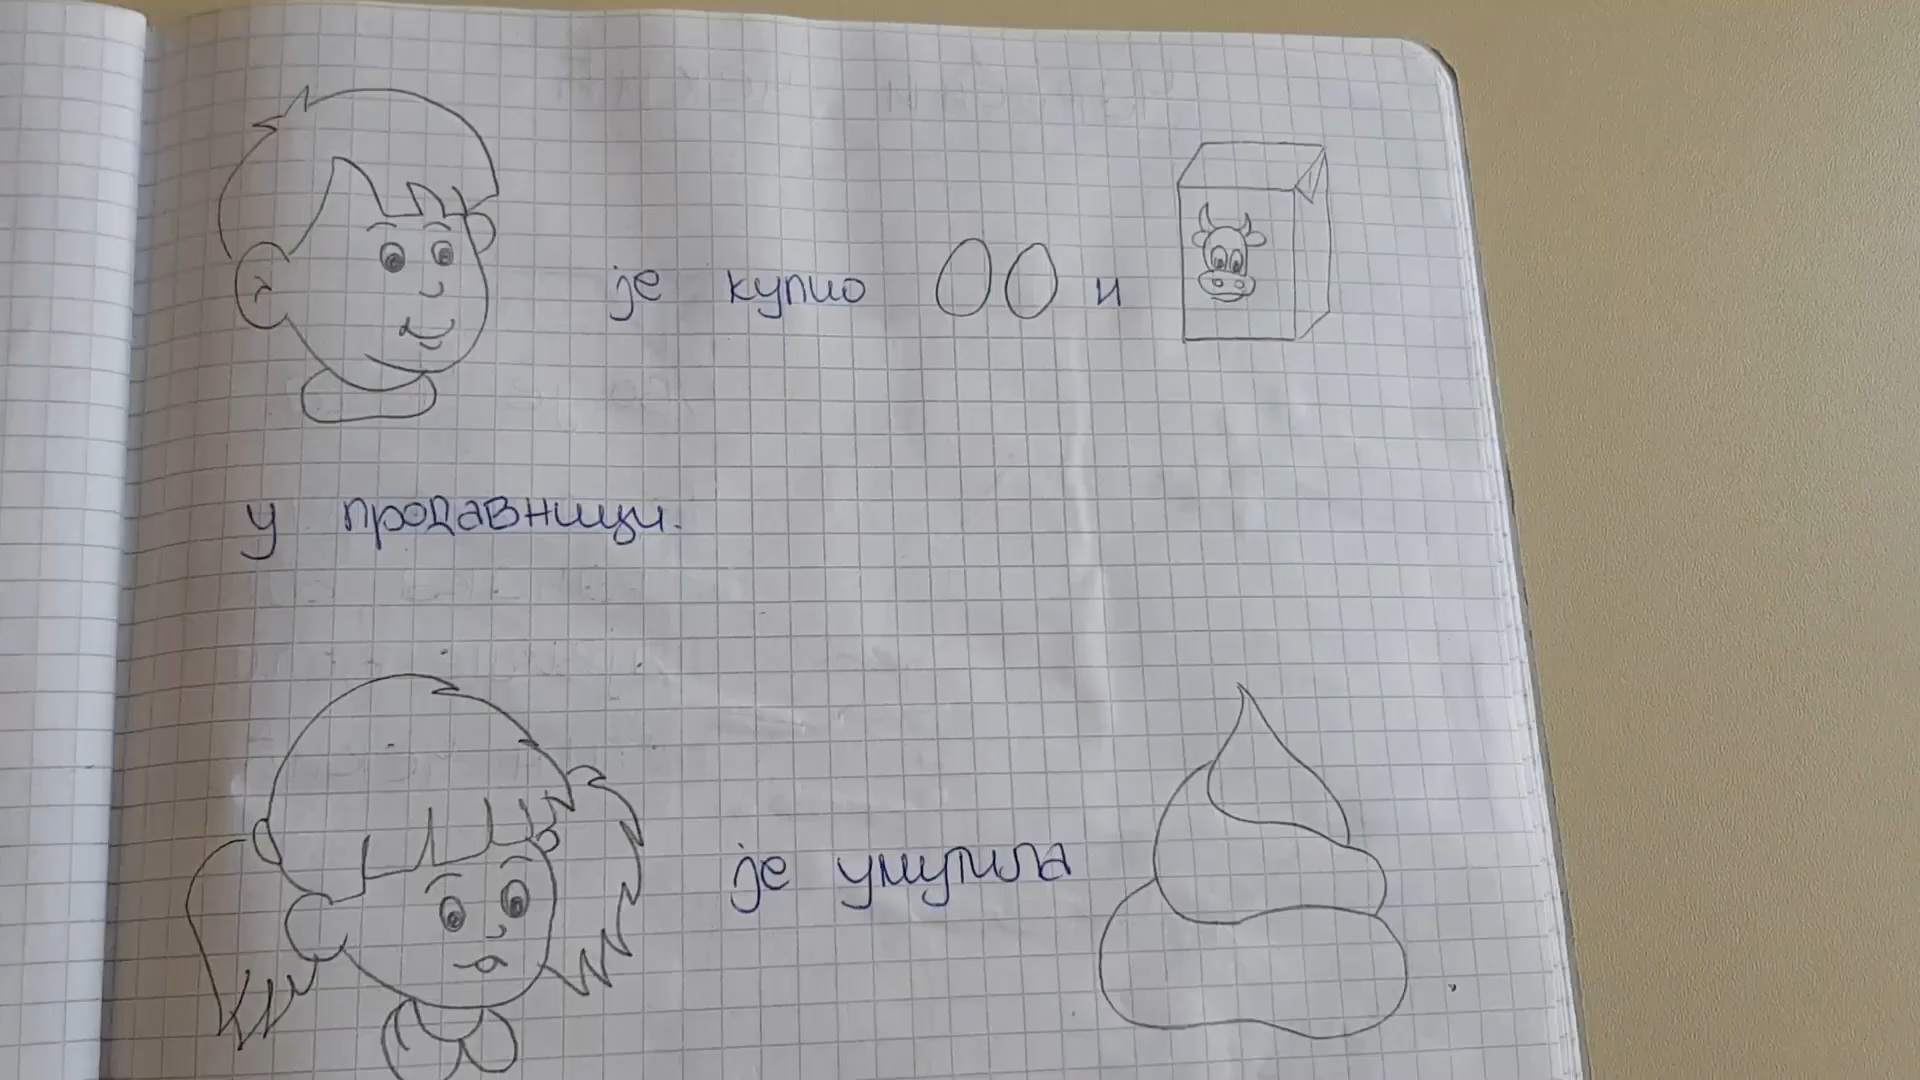 је купио и
у продавници.
је умутила